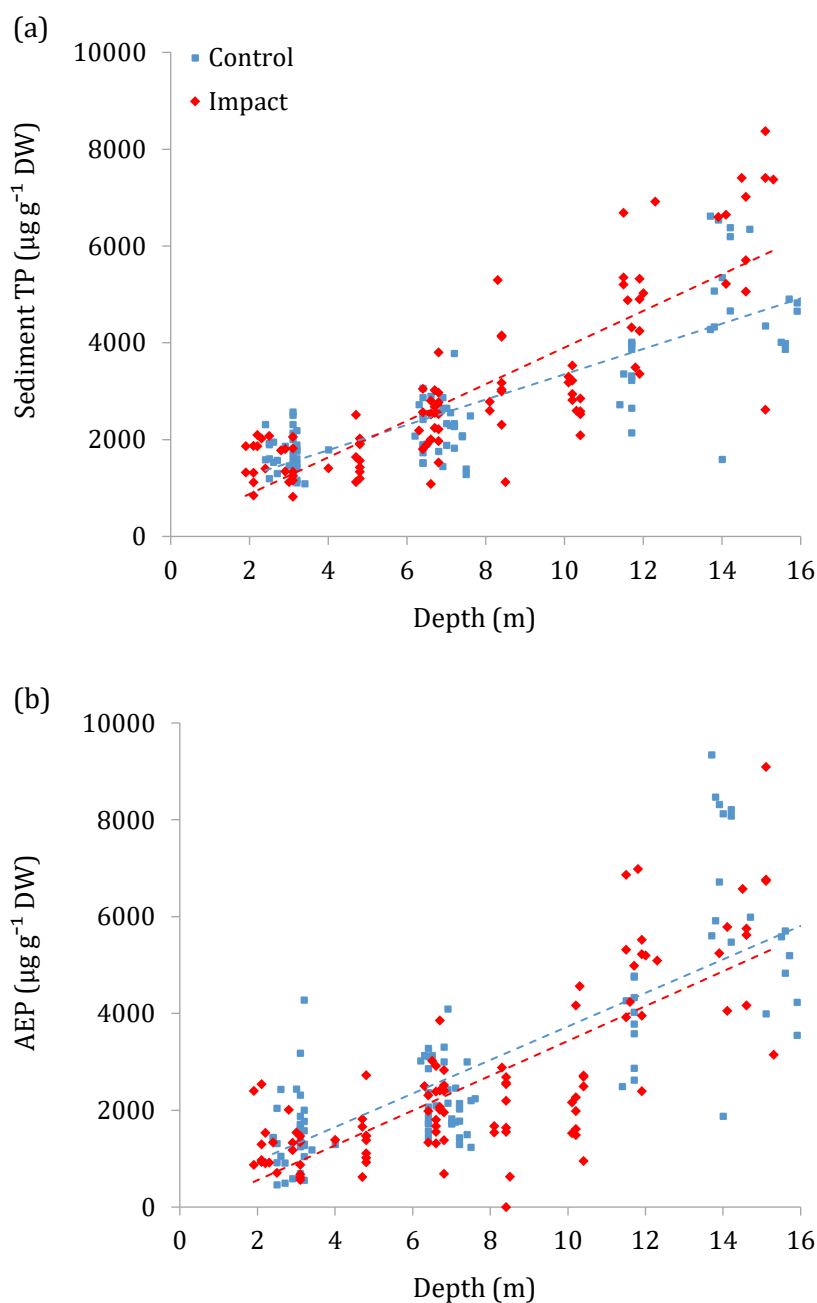 (a)
10000
8000
6000
4000
2000
0
Control
Impact
Sediment TP (µg g⁻¹ DW)
0 2 4 6 8 10 12 14 16
Depth (m)
(b)
10000
8000
6000
4000
2000
0
AEP (µg g⁻¹ DW)
0 2 4 6 8 10 12 14 16
Depth (m)